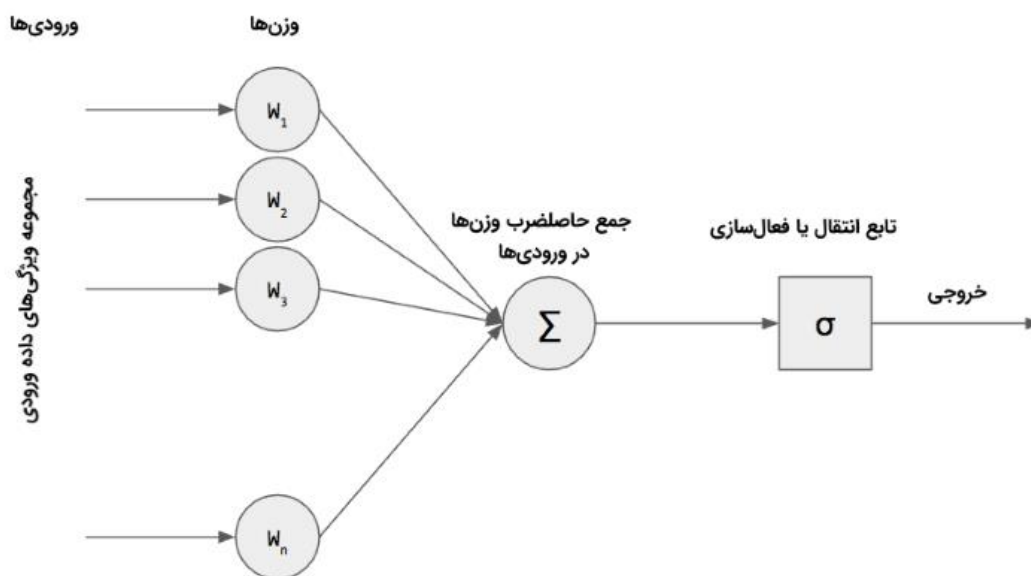 ورودی‌ها
وزن‌ها
مجموعه ویژگی‌های داده ورودی
W₁
W₂
W₃
Wₙ
جمع حاصلضرب وزن‌ها
در ورودی‌ها
Σ
تابع انتقال یا فعال‌سازی
σ
خروجی